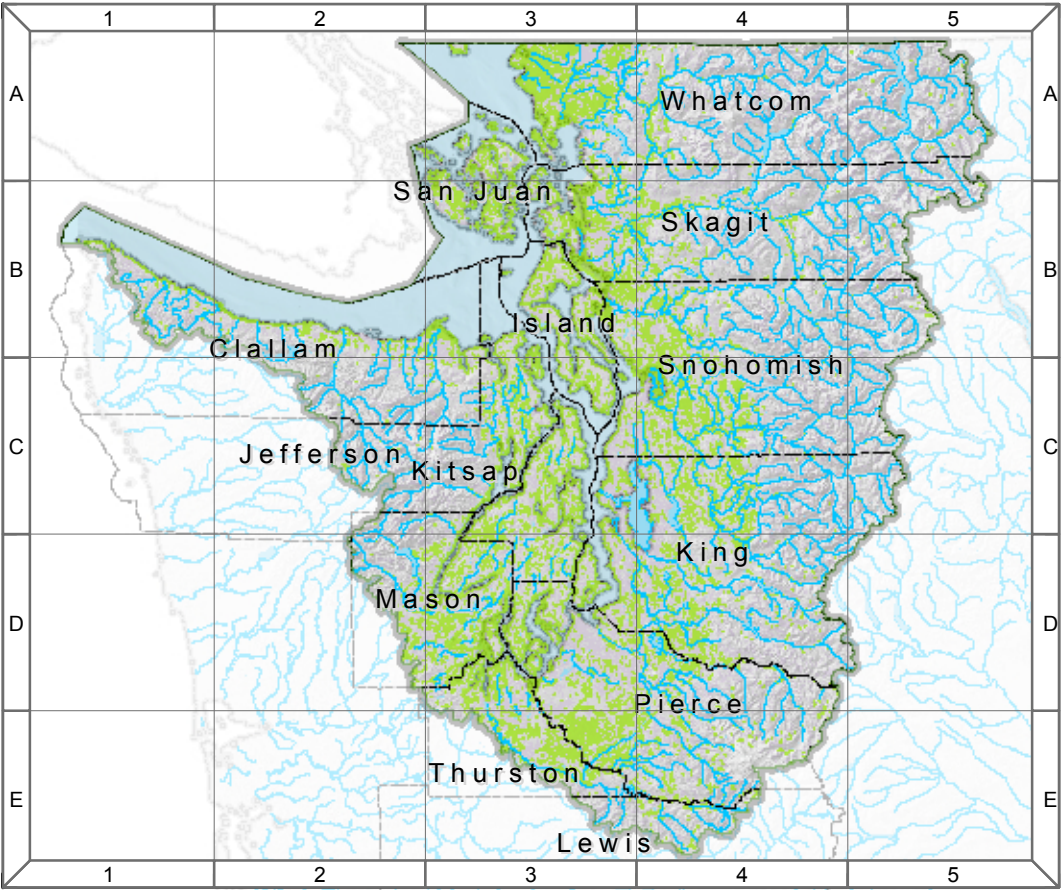 1 2 3 4 5
A A
Whatcom
San Juan
Skagit
B B
Island
Clallam
Snohomish
C C
Jefferson
Kitsap
King
Mason
D D
Pierce
Thurston
E E
Lewis
1 2 3 4 5